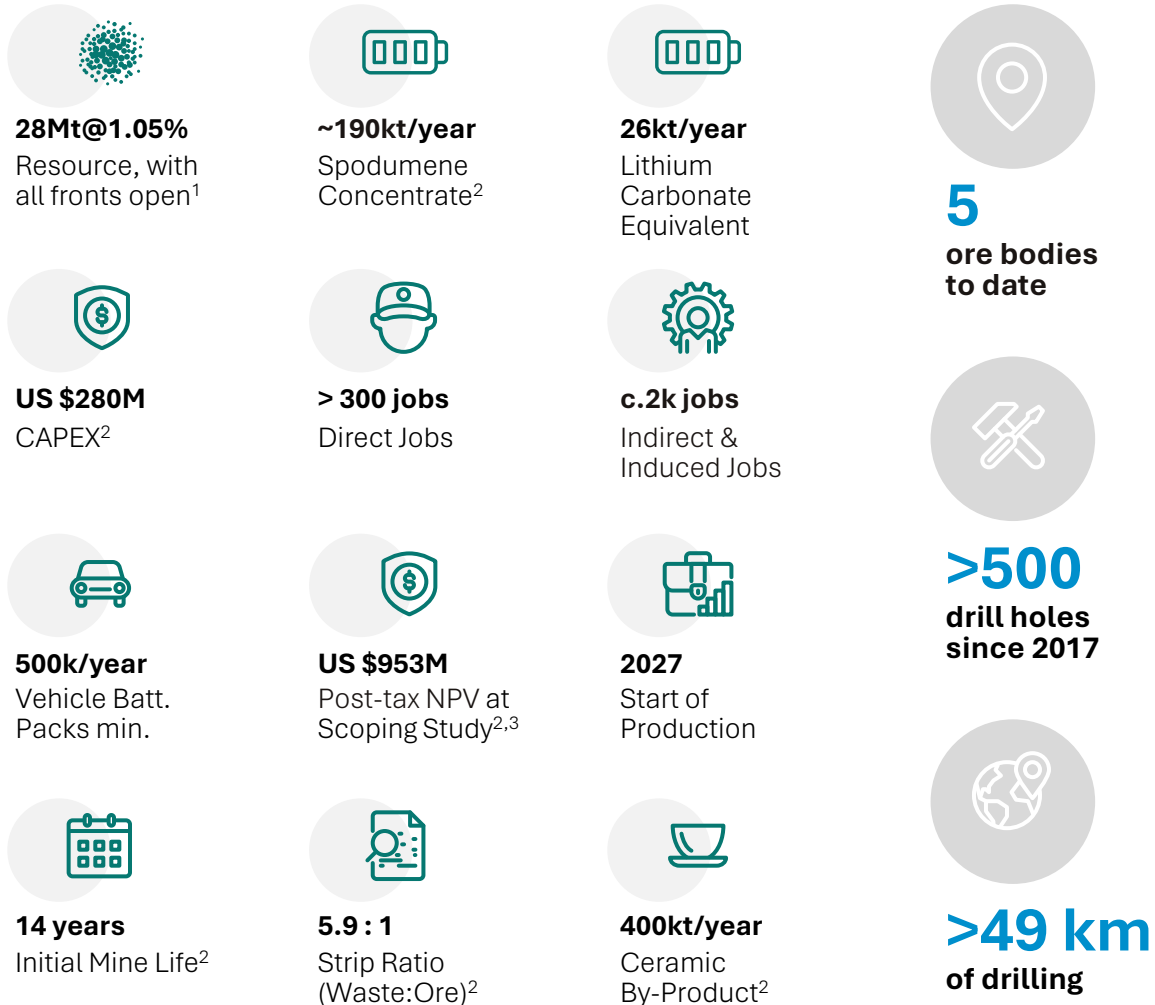 28Mt@1.05%
Resource, with
all fronts open¹
~190kt/year
Spodumene
Concentrate²
26kt/year
Lithium
Carbonate
Equivalent
5
ore bodies
to date
US $280M
CAPEX²
> 300 jobs
Direct Jobs
c.2k jobs
Indirect &
Induced Jobs
>500
drill holes
since 2017
500k/year
Vehicle Batt.
Packs min.
US $953M
Post-tax NPV at
Scoping Study²,³
2027
Start of
Production
14 years
Initial Mine Life²
5.9 : 1
Strip Ratio
(Waste:Ore)²
400kt/year
Ceramic
By-Product²
>49 km
of drilling